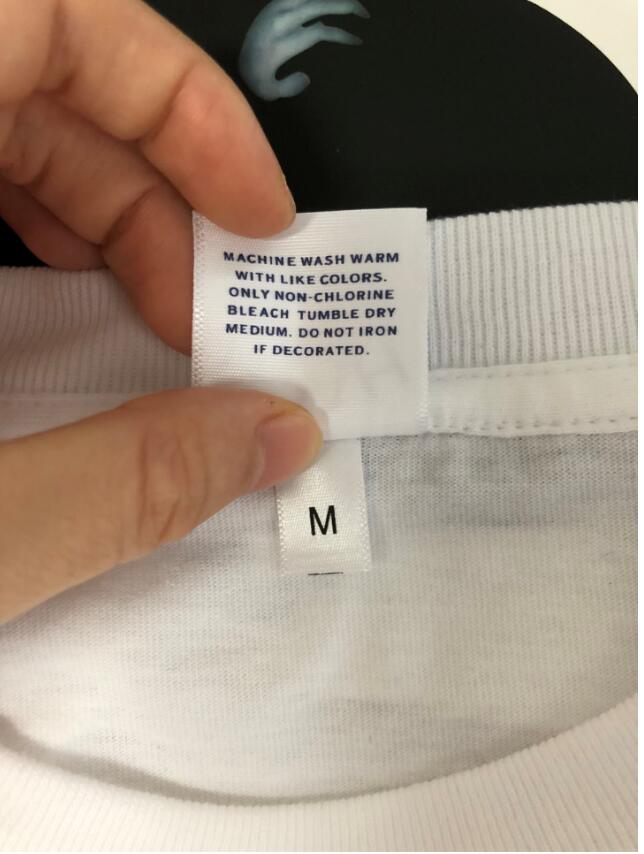 MACHINE WASH WARM
WITH LIKE COLORS.
ONLY NON-CHLORINE
BLEACH TUMBLE DRY
MEDIUM. DO NOT IRON
IF DECORATED.
M